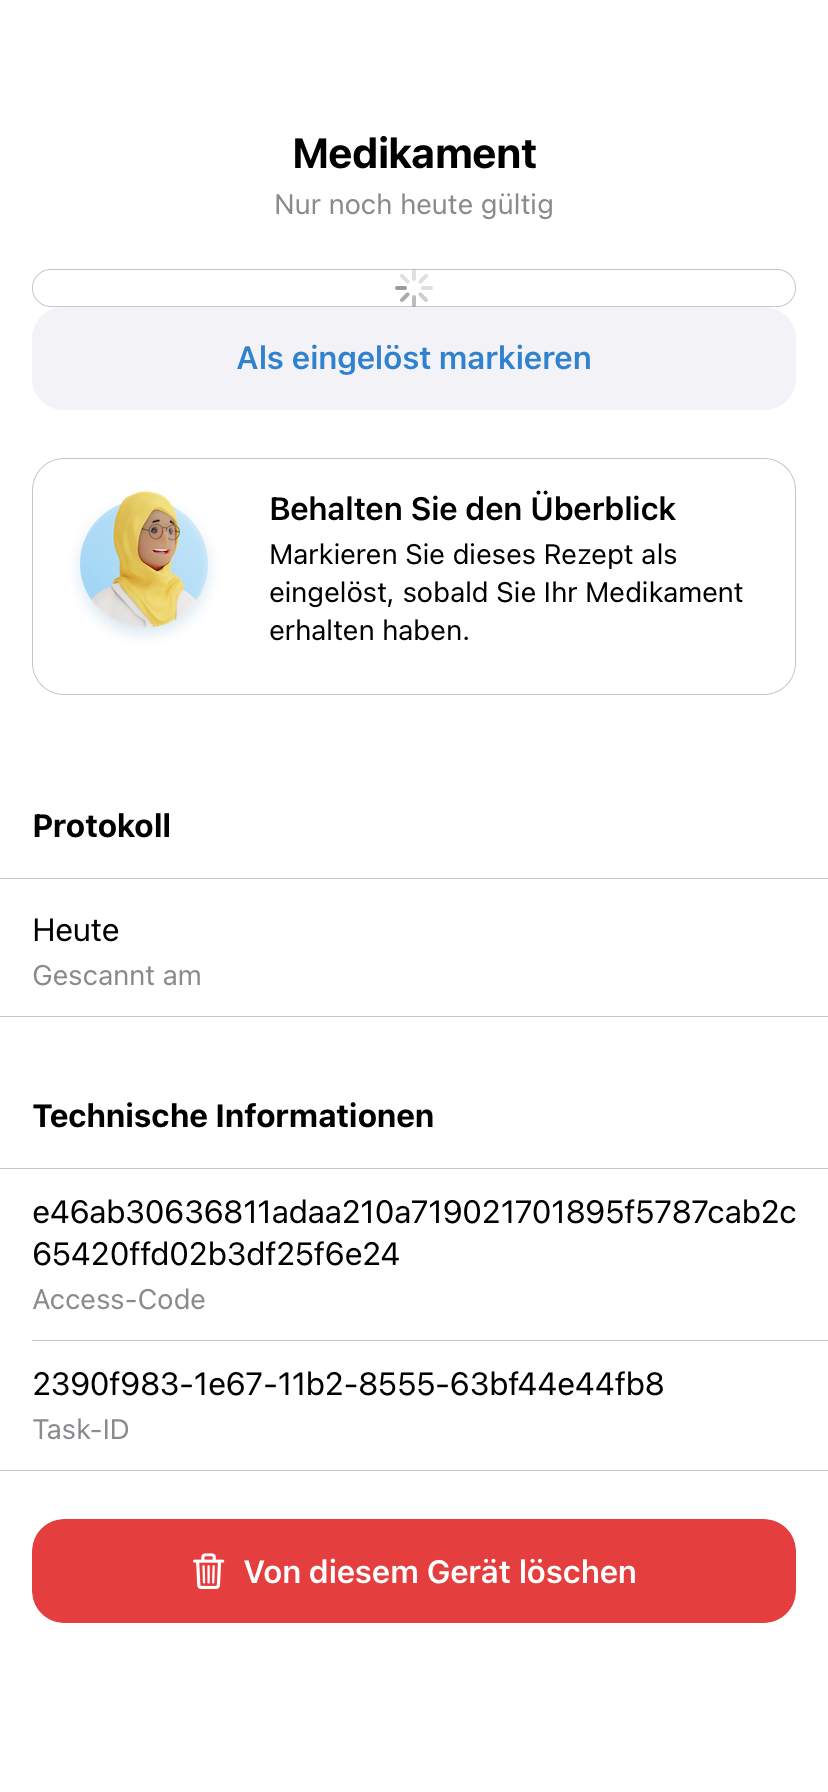 Medikament
Nur noch heute gültig
Als eingelöst markieren
Behalten Sie den Überblick
Markieren Sie dieses Rezept als
eingelöst, sobald Sie Ihr Medikament
erhalten haben.
Protokoll
Heute
Gescannt am
Technische Informationen
e46ab30636811adaa210a719021701895f5787cab2c
65420ffd02b3df25f6e24
Access-Code
2390f983-1e67-11b2-8555-63bf44e44fb8
Task-ID
Von diesem Gerät löschen